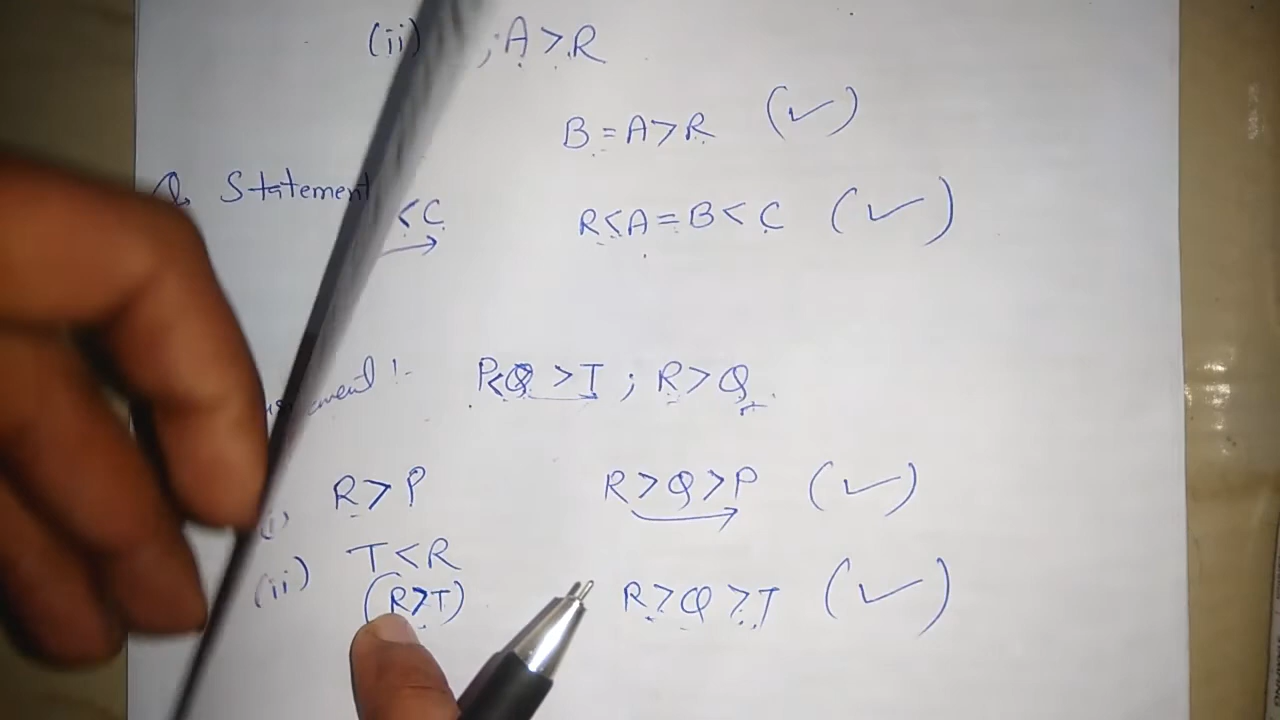 (ii) ; A > R
B = A > R (✓)
Q. Statement
< C R < A = B < C (✓)
P < Q > T ; R > Q
(i) R > P R > Q > P (✓)
(ii) T < R
(R > T) R > Q > T (✓)